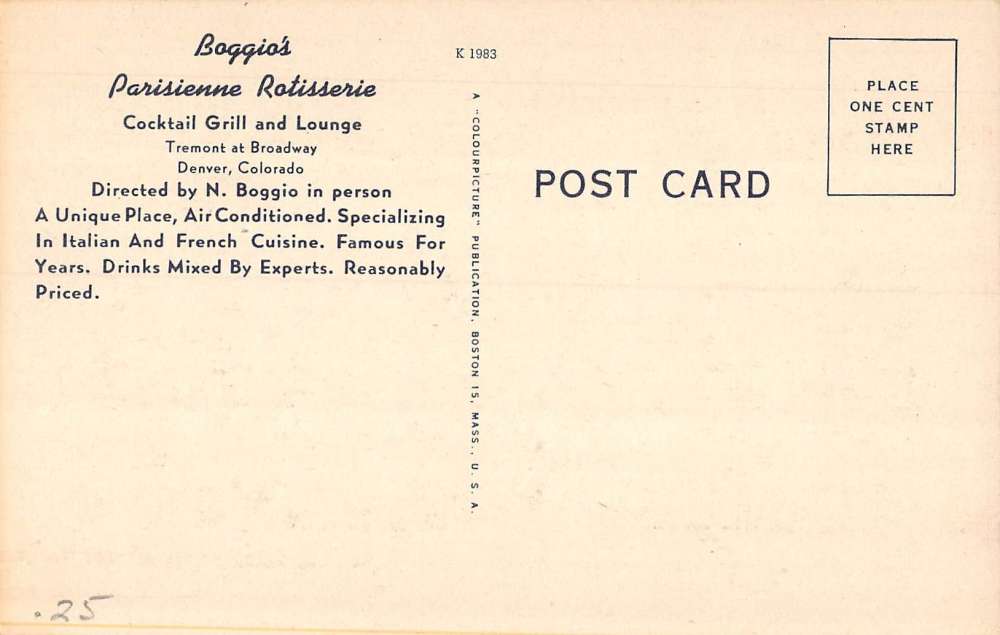 Boggio's
Parisienne Rotisserie
Cocktail Grill and Lounge
Tremont at Broadway
Denver, Colorado
Directed by N. Boggio in person
A Unique Place, Air Conditioned. Specializing
In Italian And French Cuisine. Famous For
Years. Drinks Mixed By Experts. Reasonably
Priced.
K 1983
A "COLOURPICTURE" PUBLICATION, BOSTON 15, MASS., U. S. A.
POST CARD
PLACE
ONE CENT
STAMP
HERE
.25